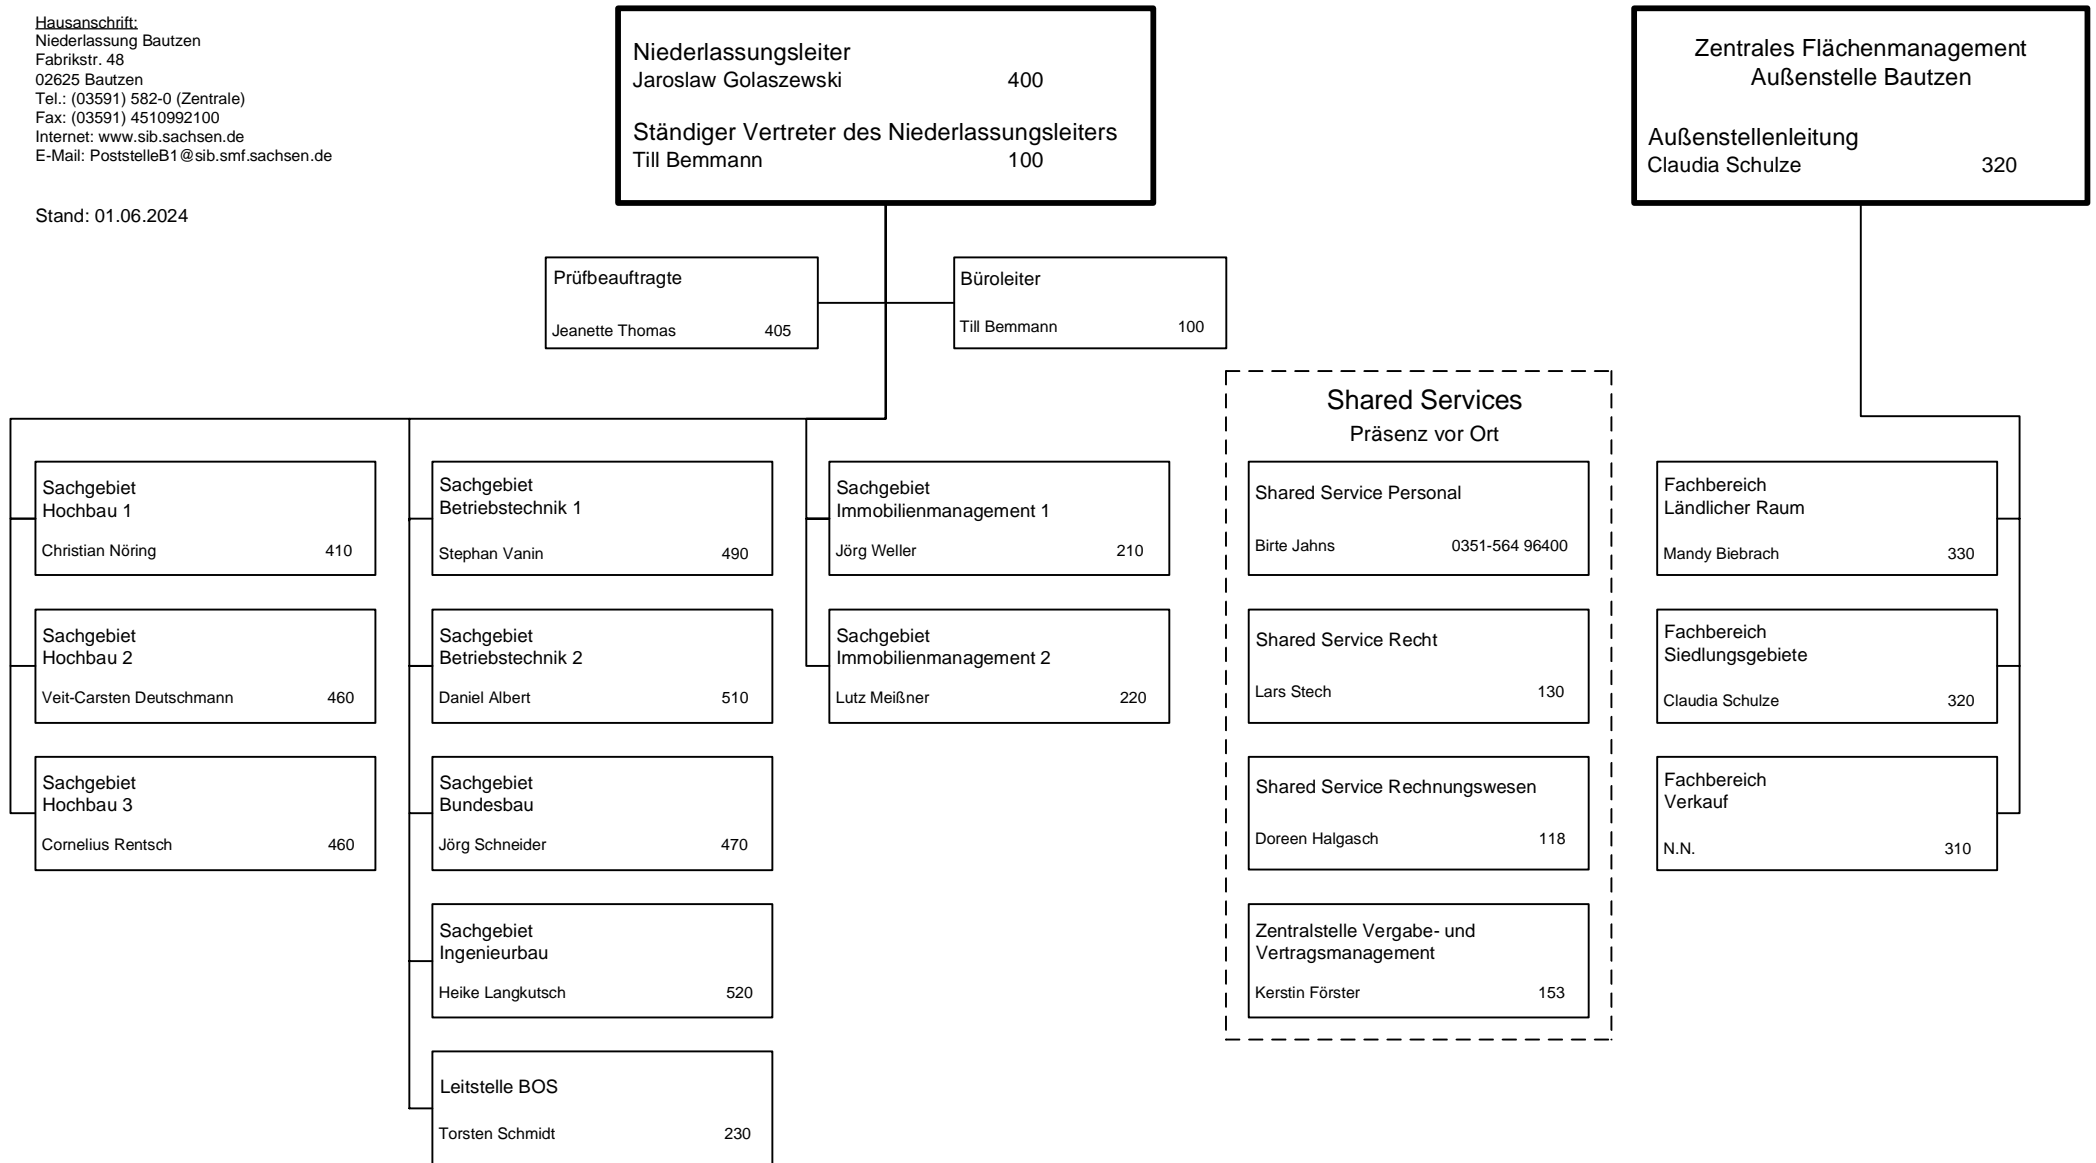 Hausanschrift:
Niederlassung Bautzen
Fabrikstr. 48
02625 Bautzen
Tel.: (03591) 582-0 (Zentrale)
Fax: (03591) 4510992100
Internet: www.sib.sachsen.de
E-Mail: PoststelleB1@sib.smf.sachsen.de
Stand: 01.06.2024
Niederlassungsleiter
Jaroslaw Golaszewski 400
Ständiger Vertreter des Niederlassungsleiters
Till Bemmann 100
Zentrales Flächenmanagement
Außenstelle Bautzen
Außenstellenleitung
Claudia Schulze 320
Prüfbeauftragte
Jeanette Thomas 405
Büroleiter
Till Bemmann 100
Sachgebiet
Hochbau 1
Christian Nöring 410
Sachgebiet
Hochbau 2
Veit-Carsten Deutschmann 460
Sachgebiet
Hochbau 3
Cornelius Rentsch 460
Sachgebiet
Betriebstechnik 1
Stephan Vanin 490
Sachgebiet
Betriebstechnik 2
Daniel Albert 510
Sachgebiet
Bundesbau
Jörg Schneider 470
Sachgebiet
Ingenieurbau
Heike Langkutsch 520
Leitstelle BOS
Torsten Schmidt 230
Sachgebiet
Immobilienmanagement 1
Jörg Weller 210
Sachgebiet
Immobilienmanagement 2
Lutz Meißner 220
Shared Services
Präsenz vor Ort
Shared Service Personal
Birte Jahns 0351-564 96400
Shared Service Recht
Lars Stech 130
Shared Service Rechnungswesen
Doreen Halgasch 118
Zentralstelle Vergabe- und
Vertragsmanagement
Kerstin Förster 153
Fachbereich
Ländlicher Raum
Mandy Biebrach 330
Fachbereich
Siedlungsgebiete
Claudia Schulze 320
Fachbereich
Verkauf
N.N. 310